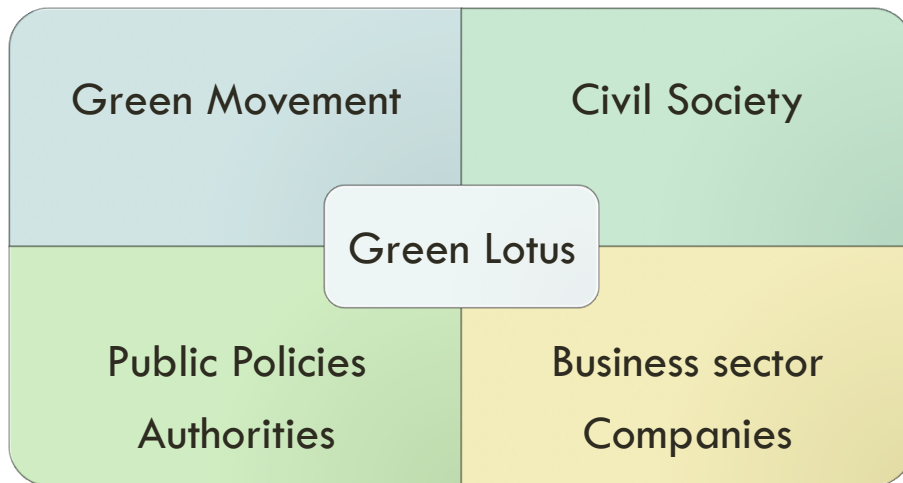 Green Movement
Civil Society
Green Lotus
Public Policies
Authorities
Business sector
Companies